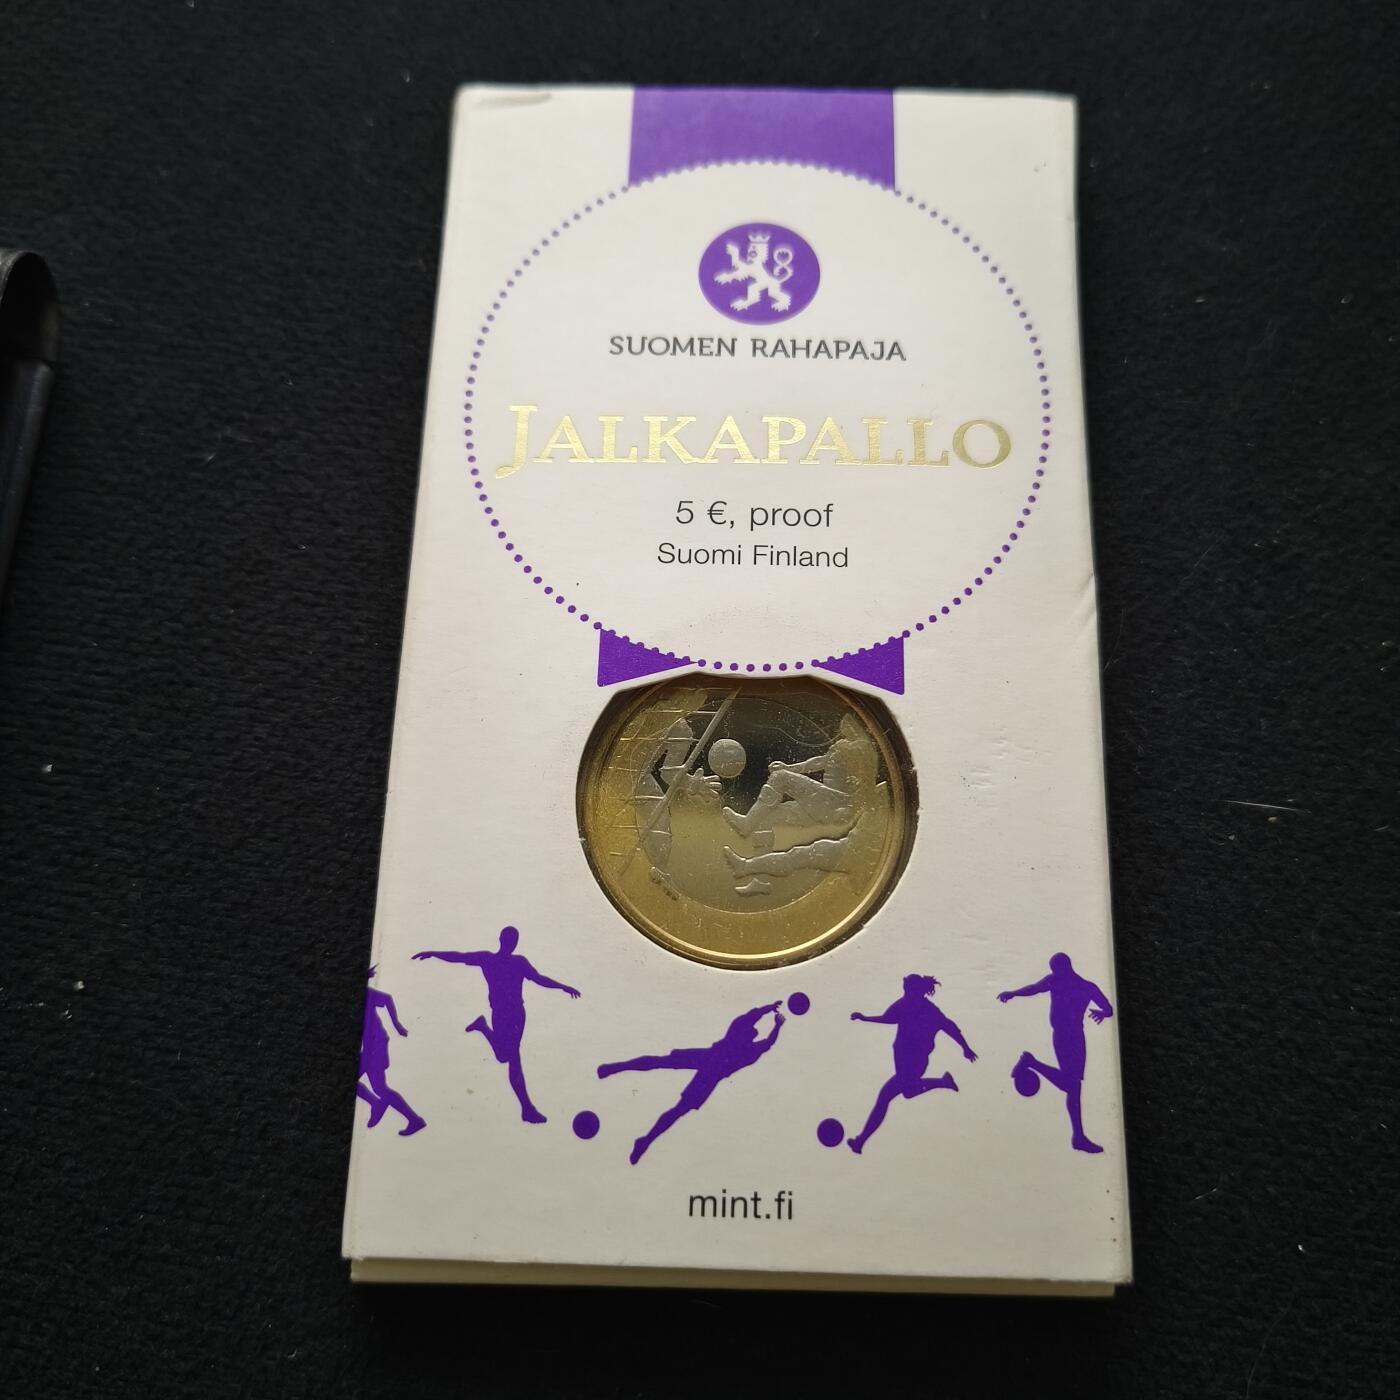 SUOMEN RAHAPAJA
JALKAPALLO
5 €, proof
Suomi Finland
mint.fi